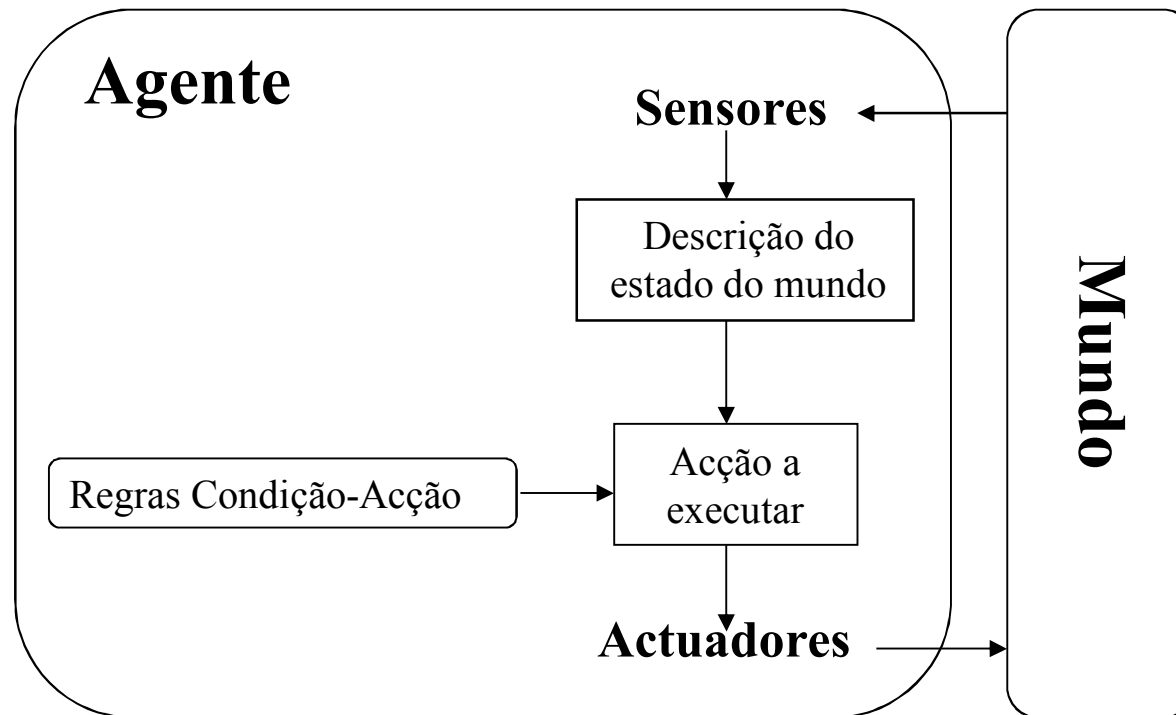 Agente
Sensores
Descrição do
estado do mundo
Regras Condição-Acção
Acção a
executar
Actuadores
Mundo